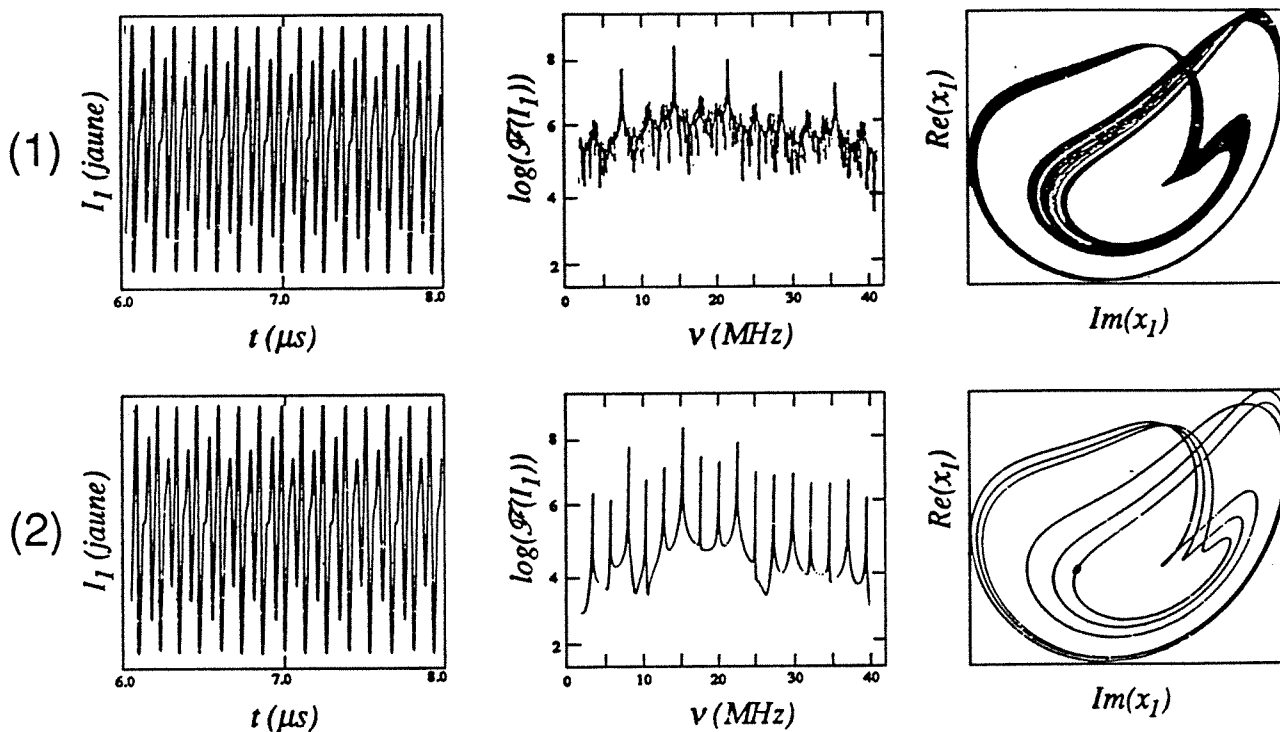 (1)
I₁ (jaune)
6.0 7.0 8.0
t (μs)
log(ℱ(I₁))
8
6
4
2
0 10 20 30 40
ν (MHz)
Re(x₁)
Im(x₁)
(2)
I₁ (jaune)
6.0 7.0 8.0
t (μs)
log(ℱ(I₁))
8
6
4
2
0 10 20 30 40
ν (MHz)
Re(x₁)
Im(x₁)